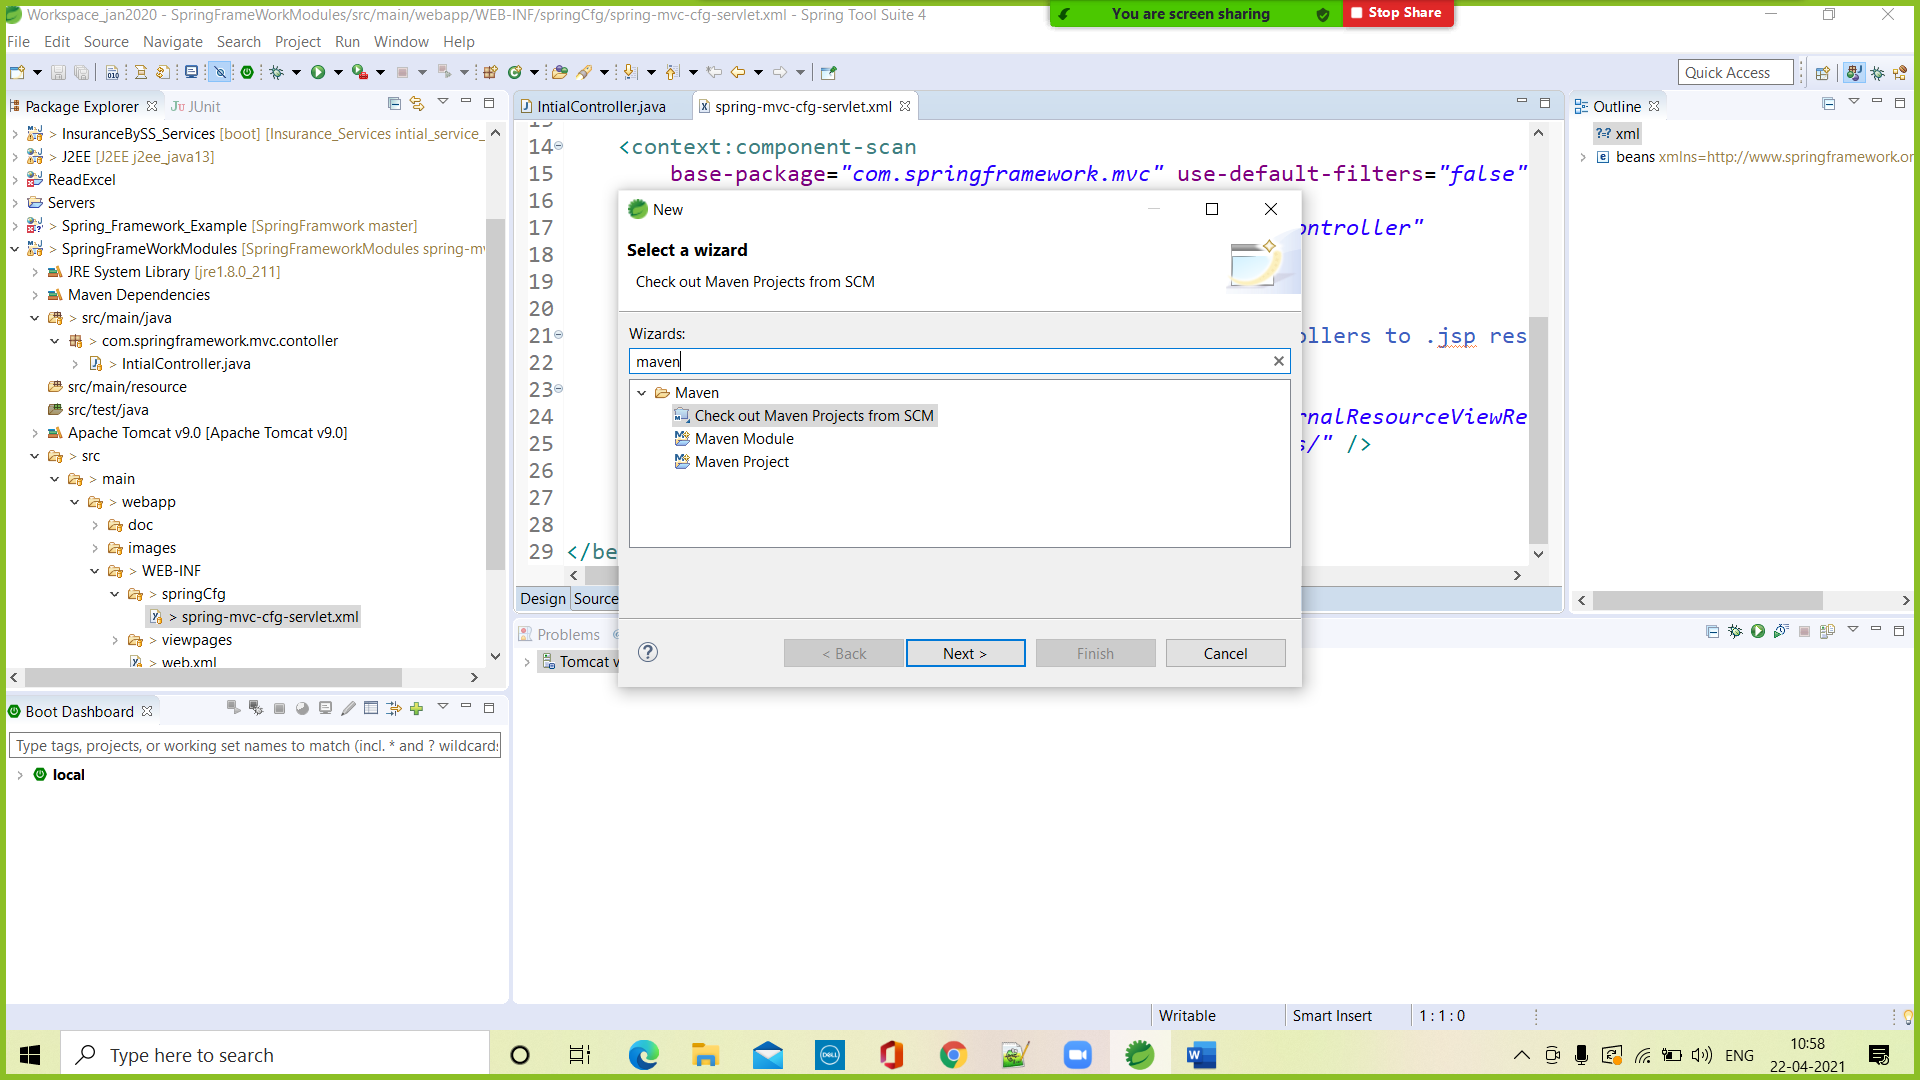 Workspace_jan2020 - SpringFrameWorkModules/src/main/webapp/WEB-INF/springCfg/spring-mvc-cfg-servlet.xml - Spring Tool Suite 4
You are screen sharing
Stop Share
File Edit Source Navigate Search Project Run Window Help
Quick Access
Package Explorer
JUnit
> InsuranceBySS_Services [boot] [Insurance_Services intial_service_
> J2EE [J2EE j2ee_java13]
ReadExcel
Servers
> Spring_Framework_Example [SpringFramwork master]
> SpringFrameWorkModules [SpringFrameworkModules spring-mv
JRE System Library [jre1.8.0_211]
Maven Dependencies
> src/main/java
> com.springframework.mvc.contoller
> IntialController.java
src/main/resource
src/test/java
Apache Tomcat v9.0 [Apache Tomcat v9.0]
> src
> main
> webapp
doc
images
> WEB-INF
> springCfg
> spring-mvc-cfg-servlet.xml
> viewpages
> web.xml
IntialController.java
spring-mvc-cfg-servlet.xml
14 <context:component-scan
15 base-package="com.springframework.mvc" use-default-filters="false"
16
17 ontroller"
18
19
20
21 ollers to .jsp res
22
23
24 rnalResourceViewRe
25 s/" />
26
27
28
29 </be
Design Source
Outline
xml
beans xmlns=http://www.springframework.or
New
Select a wizard
Check out Maven Projects from SCM
Wizards:
maven
Maven
Check out Maven Projects from SCM
Maven Module
Maven Project
< Back Next > Finish Cancel
Problems
Tomcat v
Boot Dashboard
Type tags, projects, or working set names to match (incl. * and ? wildcards
local
Writable Smart Insert 1 : 1 : 0
Type here to search
DELL
ENG
10:58
22-04-2021